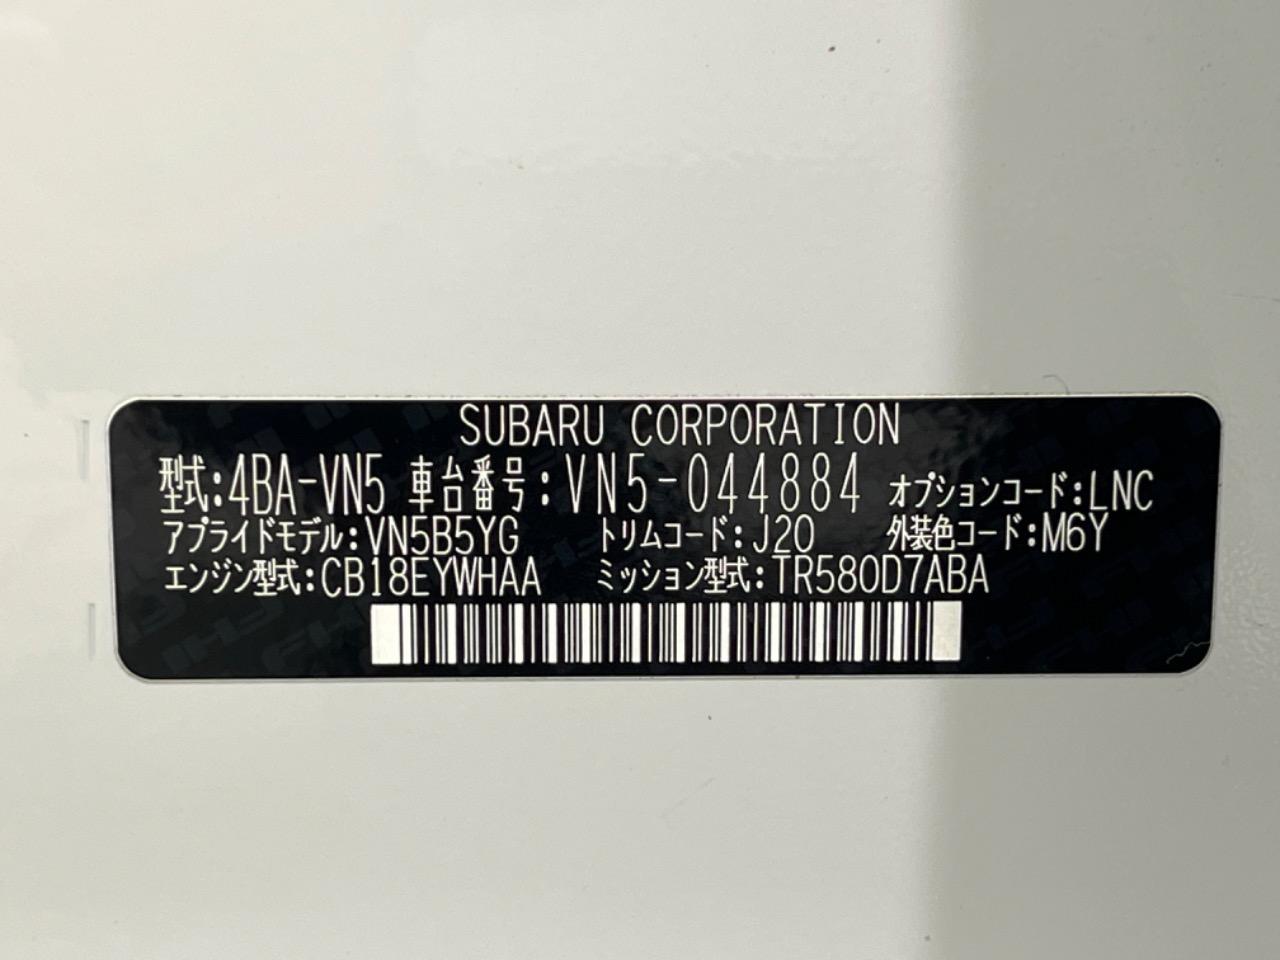 SUBARU CORPORATION
型式:4BA-VN5 車台番号:VN5-044884 オプションコード:LNC
アプライドモデル:VN5B5YG トリムコード:J20 外装色コード:M6Y
エンジン型式:CB18EYWHAA ミッション型式:TR580D7ABA